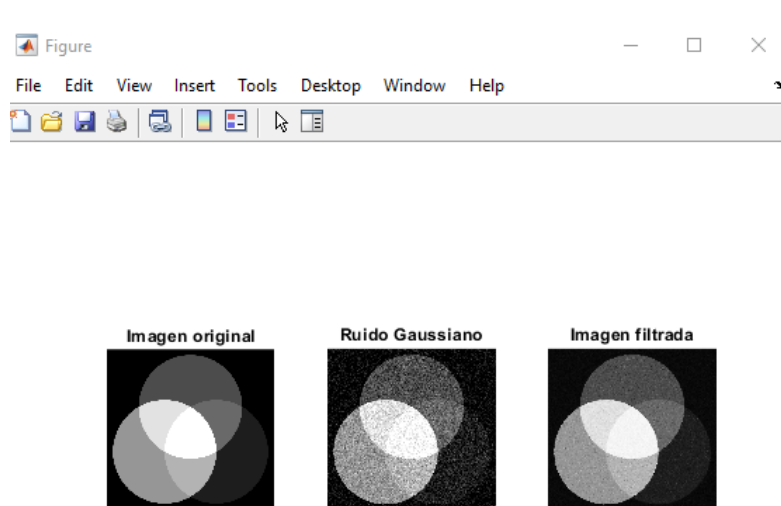 Figure
File Edit View Insert Tools Desktop Window Help
Imagen original Ruido Gaussiano Imagen filtrada